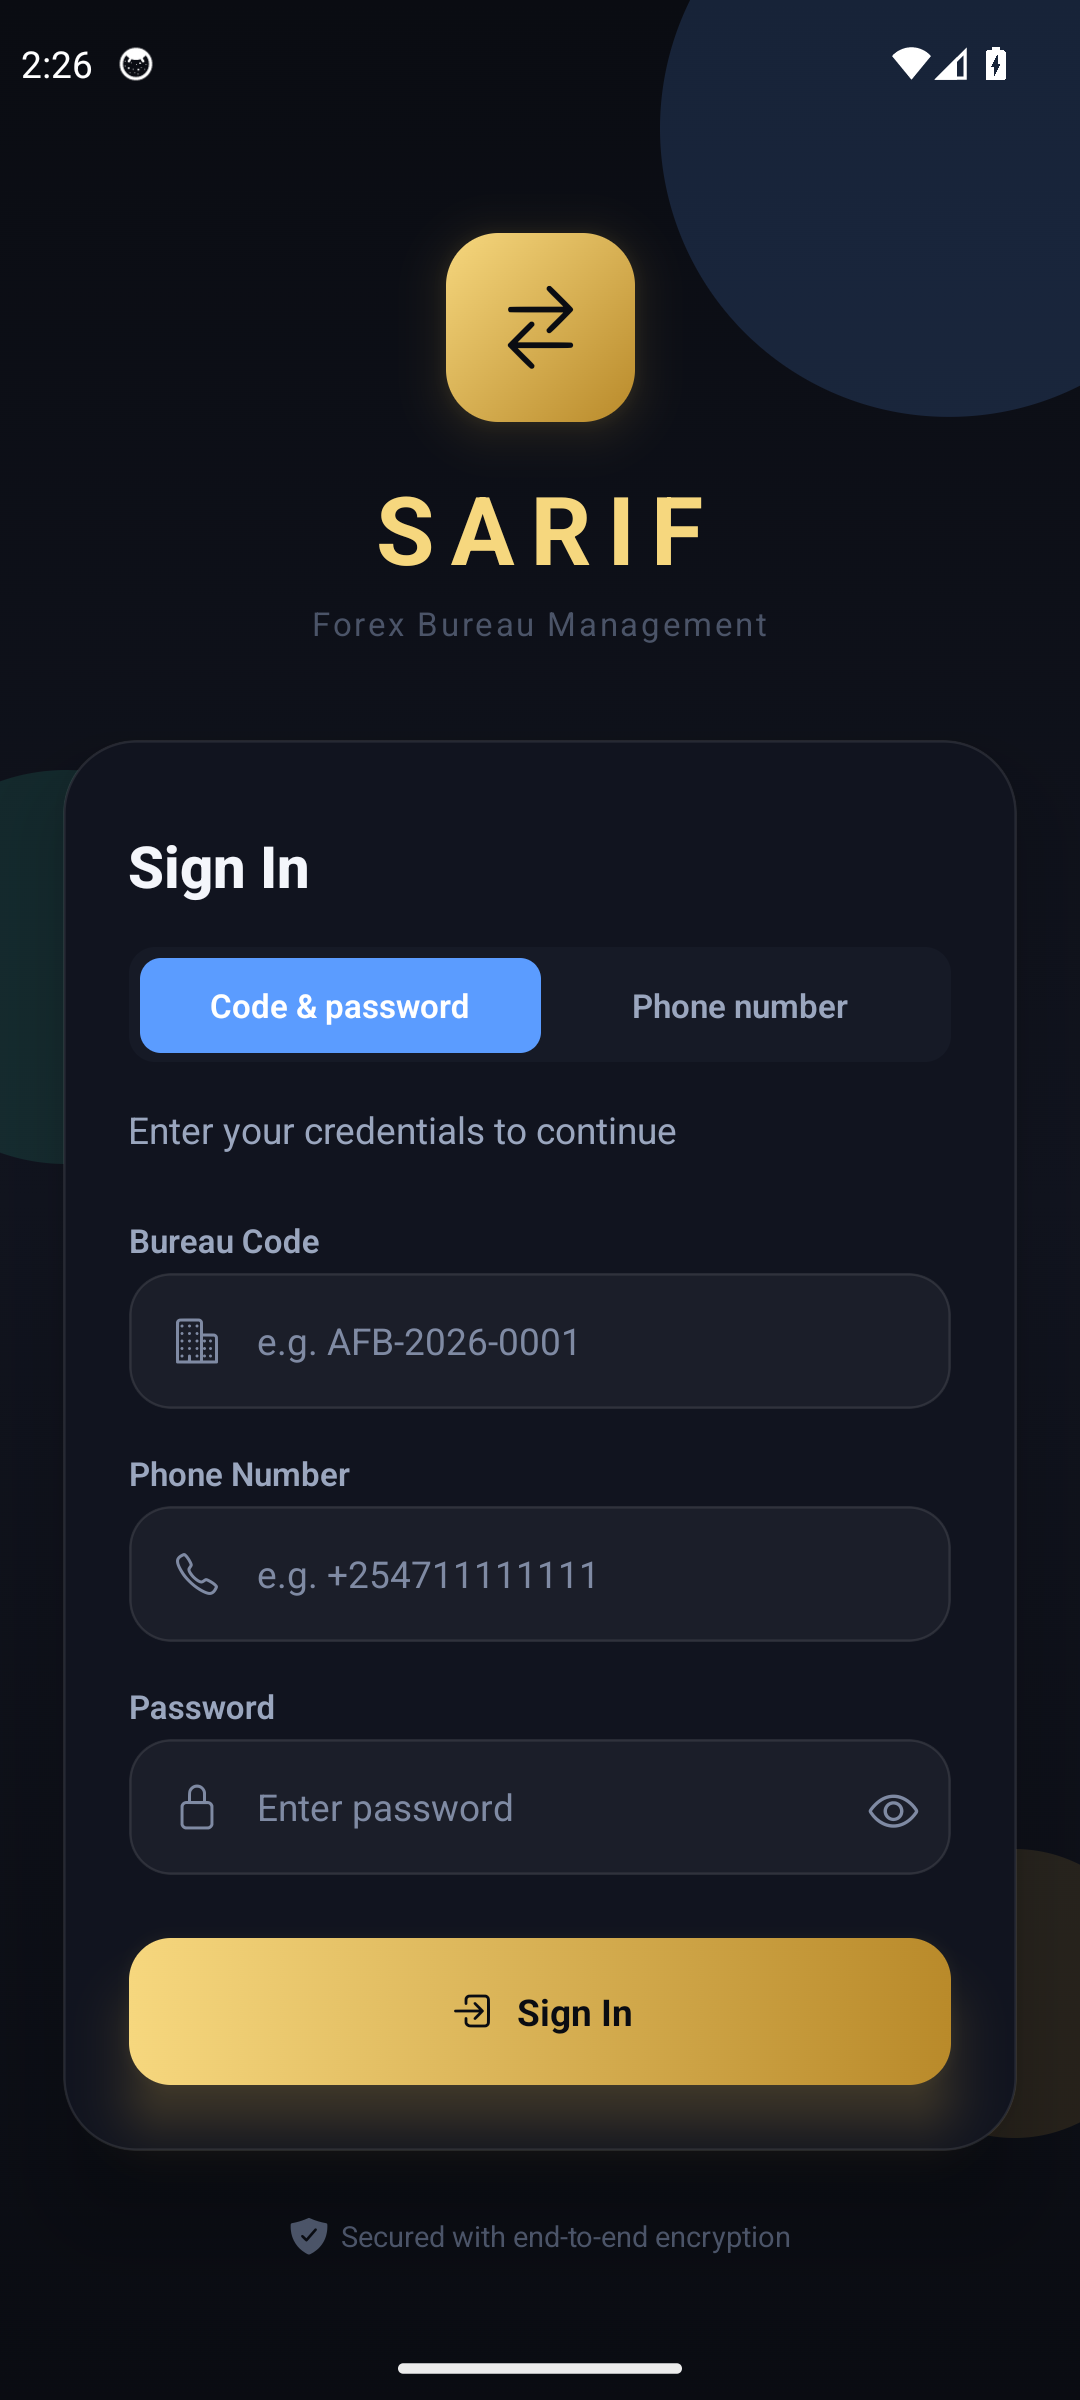 2:26
SARIF
Forex Bureau Management
Sign In
Code & password
Phone number
Enter your credentials to continue
Bureau Code
e.g. AFB-2026-0001
Phone Number
e.g. +254711111111
Password
Enter password
Sign In
Secured with end-to-end encryption